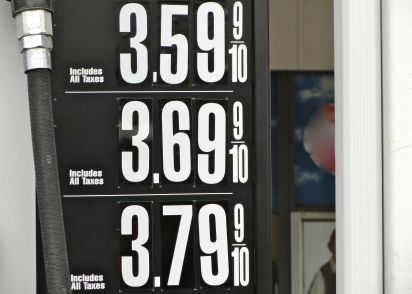 3.59 9/10
Includes
All Taxes
3.69 9/10
Includes
All Taxes
3.79 9/10
Includes
All Taxes